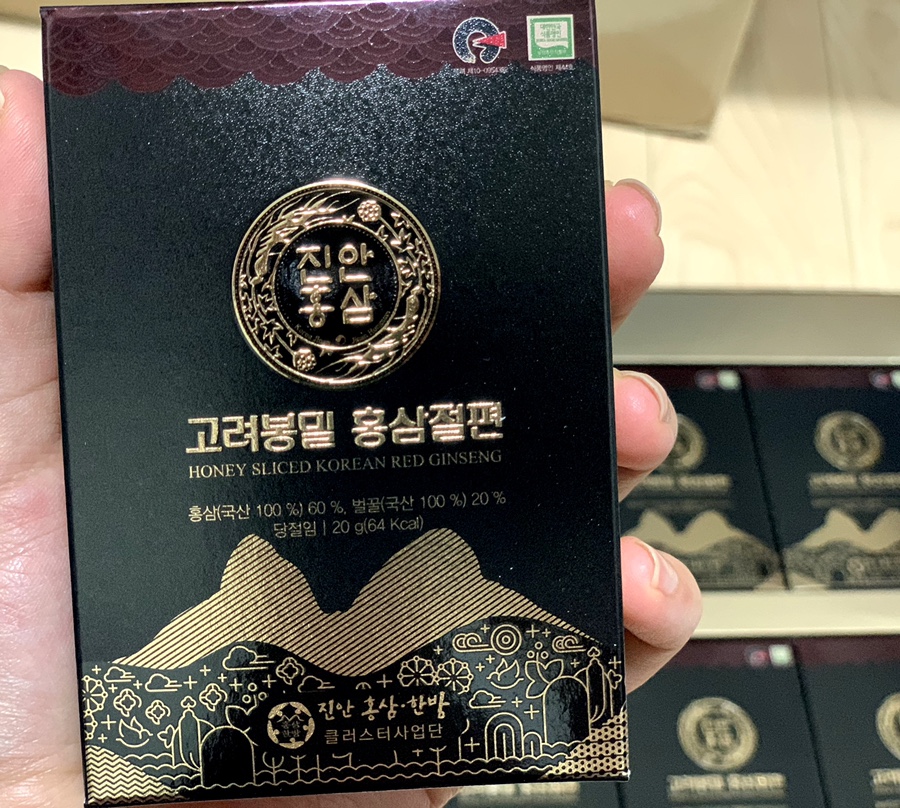 진안
홍삼
고려봉밀 홍삼절편
HONEY SLICED KOREAN RED GINSENG
홍삼(국산 100 %) 60 %, 벌꿀(국산 100 %) 20 %
당절임 | 20 g(64 Kcal)
진안 홍삼·한방
클러스터사업단